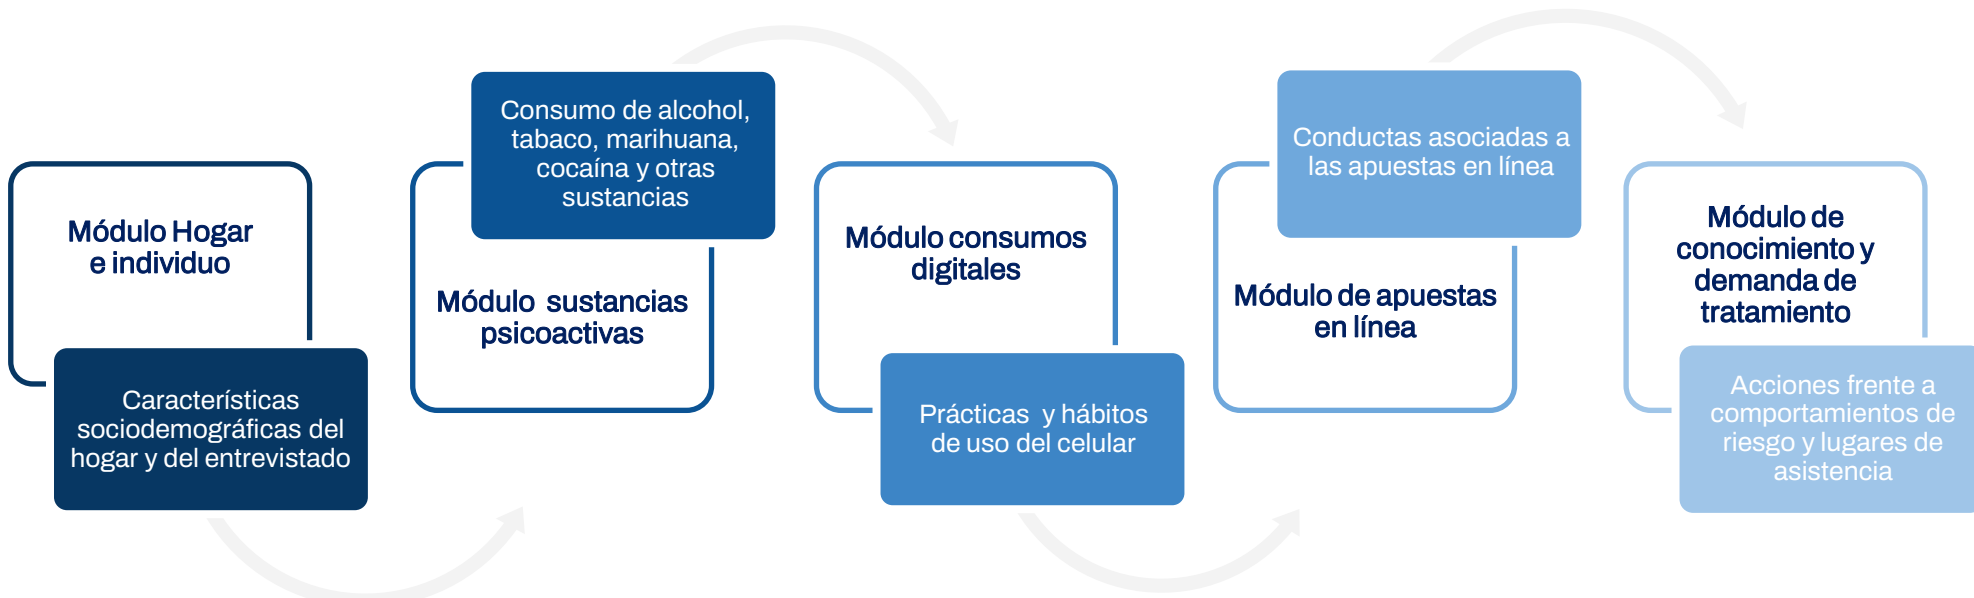 Módulo Hogar
e individuo
Características
sociodemográficas del
hogar y del entrevistado
Consumo de alcohol,
tabaco, marihuana,
cocaína y otras
sustancias
Módulo sustancias
psicoactivas
Módulo consumos
digitales
Prácticas y hábitos
de uso del celular
Conductas asociadas a
las apuestas en línea
Módulo de apuestas
en línea
Módulo de
conocimiento y
demanda de
tratamiento
Acciones frente a
comportamientos de
riesgo y lugares de
asistencia